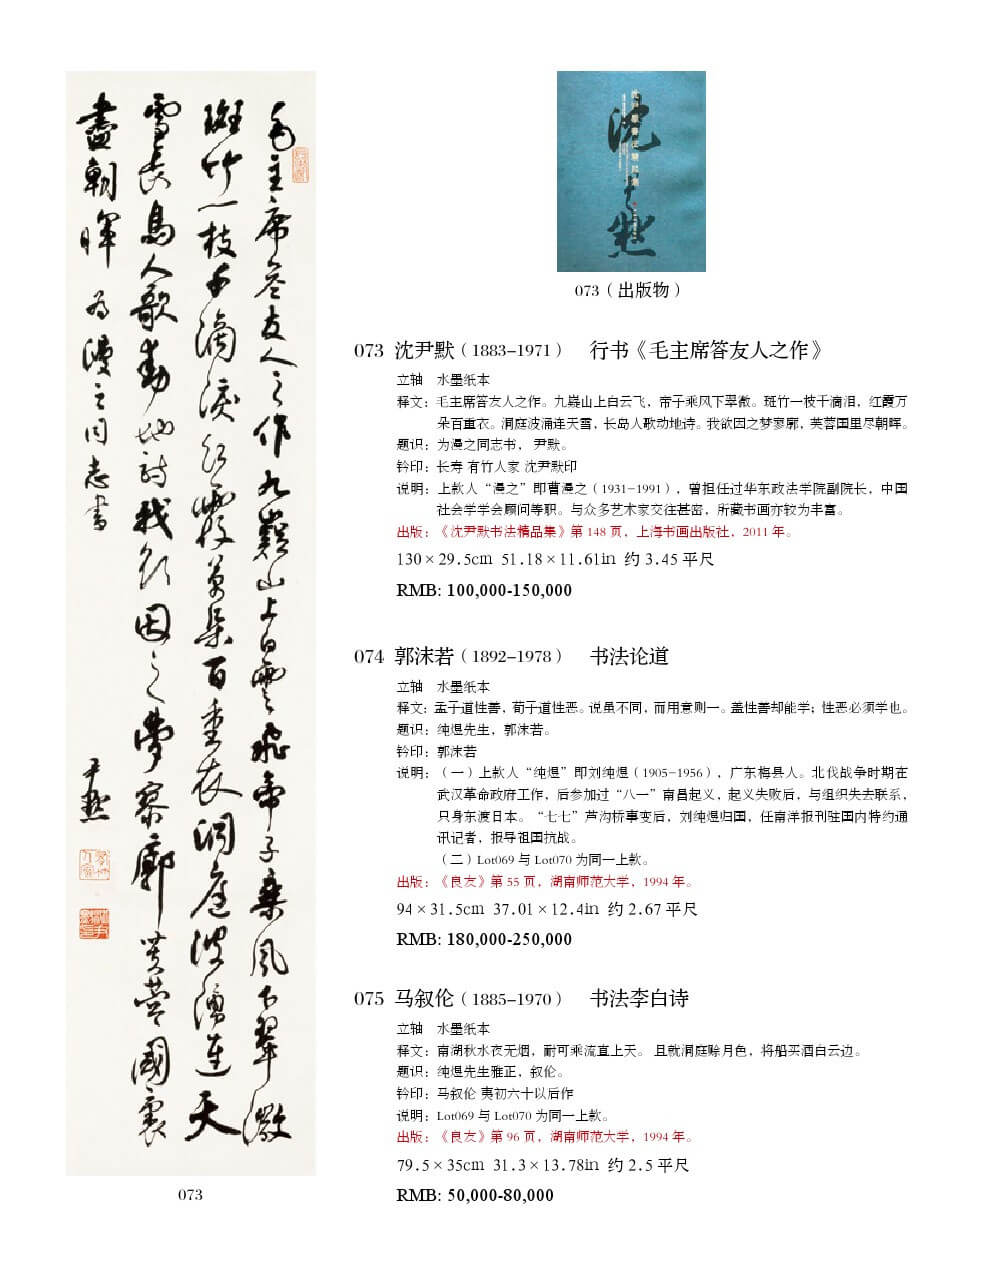 毛主席答友人之作九嶷山上白雲飛帝子乘風下翠微
斑竹一枝千滴淚紅霞万朵百重衣洞庭波湧連天
雪長島人歌動地詩我欲因之夢寥廓芙蓉國裏
盡朝暉 為漫之同志書
尹默
073
沈尹默
073（出版物）
073 沈尹默（1883-1971） 行书《毛主席答友人之作》
立轴 水墨纸本
释文：毛主席答友人之作。九嶷山上白云飞，帝子乘风下翠微。斑竹一枝千滴泪，红霞万
朵百重衣。洞庭波涌连天雪，长岛人歌动地诗。我欲因之梦寥廓，芙蓉国里尽朝晖。
题识：为漫之同志书， 尹默。
钤印：长寿 有竹人家 沈尹默印
说明：上款人“漫之”即曹漫之（1931-1991），曾担任过华东政法学院副院长，中国
社会学学会顾问等职。与众多艺术家交往甚密，所藏书画亦较为丰富。
出版：《沈尹默书法精品集》第 148 页，上海书画出版社，2011 年。
130×29.5cm 51.18×11.61in 约 3.45 平尺
RMB: 100,000-150,000
074 郭沫若（1892-1978） 书法论道
立轴 水墨纸本
释文：孟子道性善，荀子道性恶。说虽不同，而用意则一。盖性善却能学；性恶必须学也。
题识：纯煜先生，郭沫若。
钤印：郭沫若
说明：（一）上款人“纯煜”即刘纯煜（1905-1956），广东梅县人。北伐战争时期在
武汉革命政府工作，后参加过“八一”南昌起义，起义失败后，与组织失去联系，
只身东渡日本。“七七”芦沟桥事变后，刘纯煜归国，任南洋报刊驻国内特约通
讯记者，报导祖国抗战。
（二）Lot069 与 Lot070 为同一上款。
出版：《良友》第 55 页，湖南师范大学，1994 年。
94×31.5cm 37.01×12.4in 约 2.67 平尺
RMB: 180,000-250,000
075 马叙伦（1885-1970） 书法李白诗
立轴 水墨纸本
释文：南湖秋水夜无烟，耐可乘流直上天。 且就洞庭赊月色，将船买酒白云边。
题识：纯煜先生雅正，叙伦。
钤印：马叙伦 夷初六十以后作
说明：Lot069 与 Lot070 为同一上款。
出版：《良友》第 96 页，湖南师范大学，1994 年。
79.5×35cm 31.3×13.78in 约 2.5 平尺
RMB: 50,000-80,000